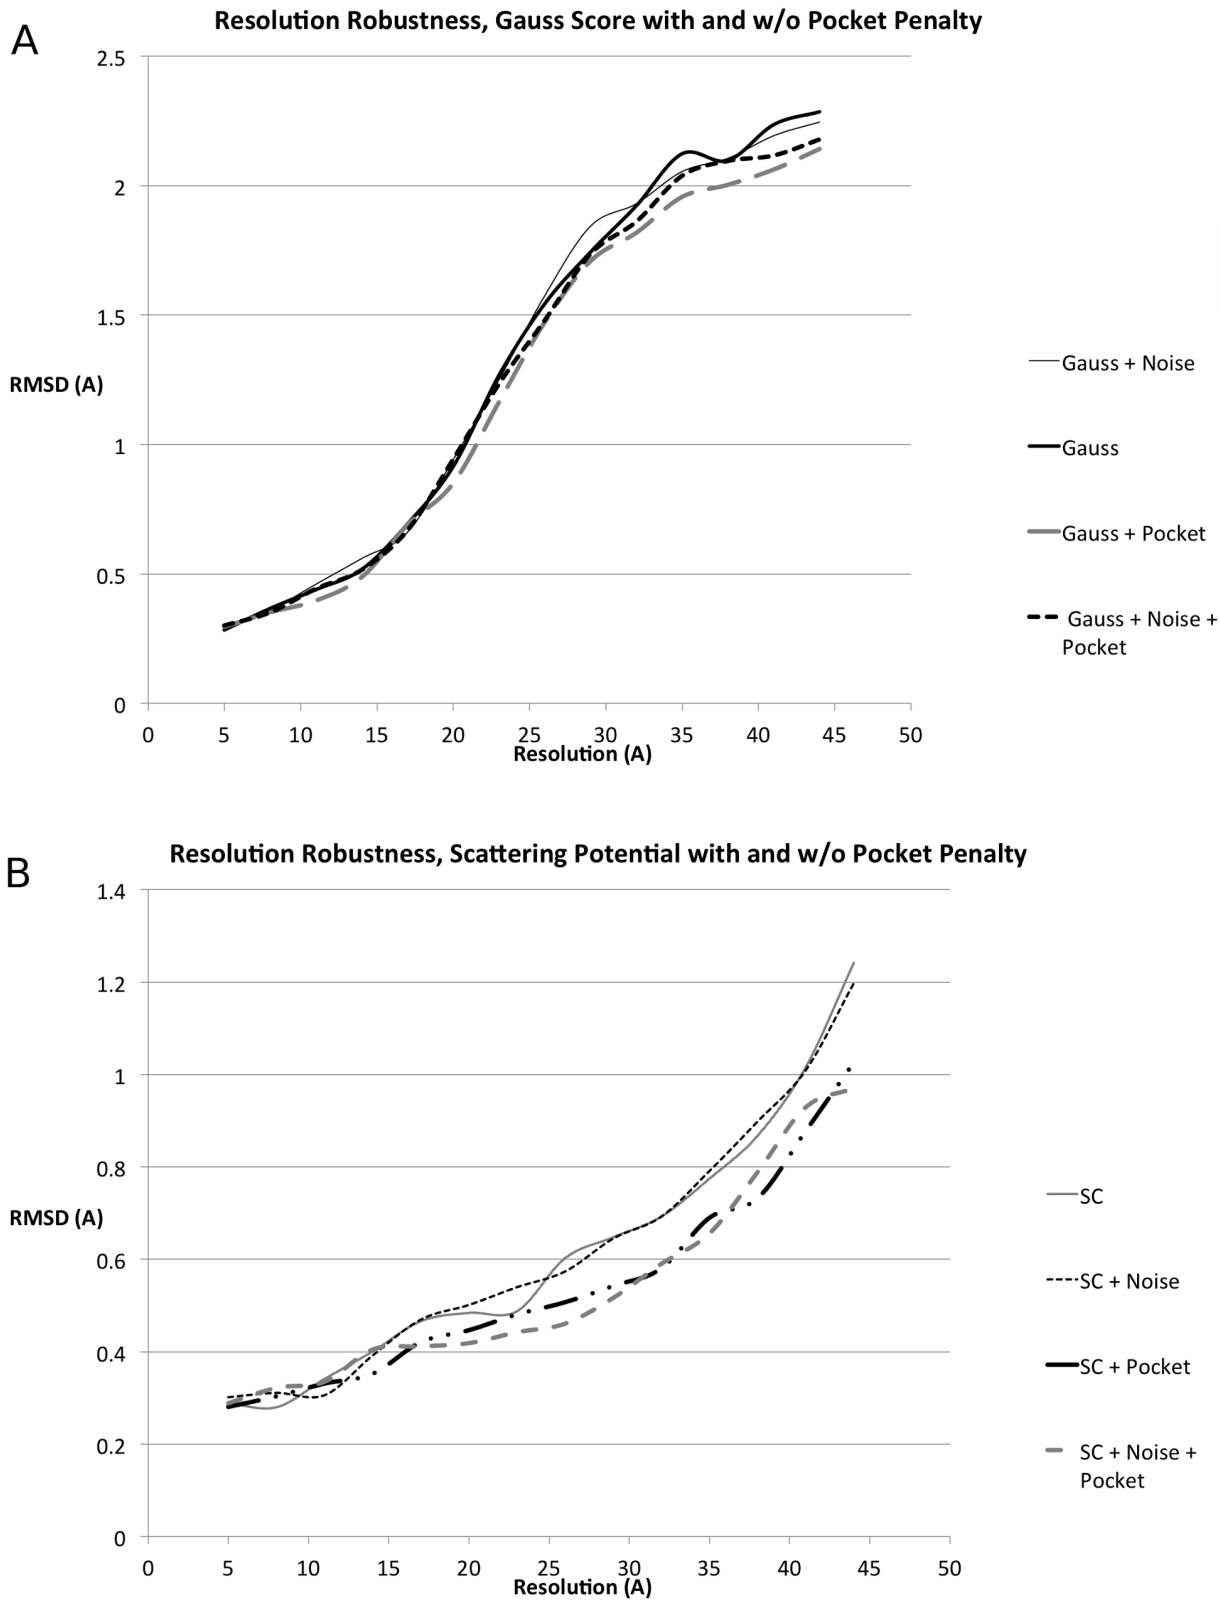 A
Resolution Robustness, Gauss Score with and w/o Pocket Penalty
2.5
2
1.5
RMSD (A)
1
0.5
0
0 5 10 15 20 25 30 35 40 45 50
Resolution (A)
Gauss + Noise
Gauss
Gauss + Pocket
Gauss + Noise +
Pocket
B
Resolution Robustness, Scattering Potential with and w/o Pocket Penalty
1.4
1.2
1
0.8
RMSD (A)
0.6
0.4
0.2
0
0 5 10 15 20 25 30 35 40 45 50
Resolution (A)
SC
SC + Noise
SC + Pocket
SC + Noise +
Pocket